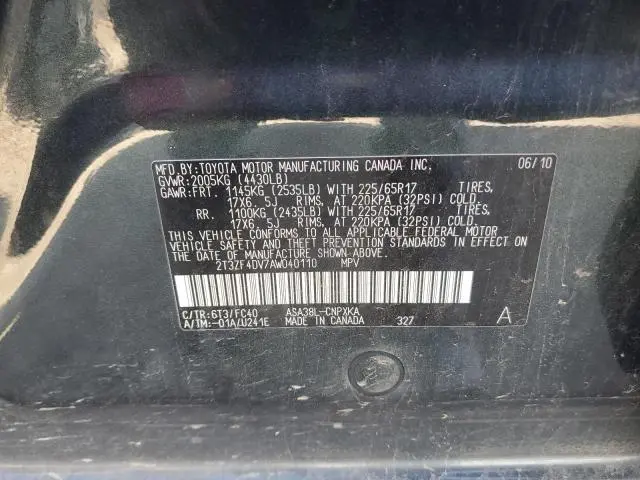 MFD.BY:TOYOTA MOTOR MANUFACTURING CANADA INC. 06/10
GVWR:2005KG (4430LB)
GAWR:FRT. 1145KG (2535LB) WITH 225/65R17 TIRES,
17X6. 5J RIMS, AT 220KPA (32PSI) COLD.
RR. 1100KG (2435LB) WITH 225/65R17 TIRES,
17X6. 5J RIMS, AT 220KPA (32PSI) COLD.
THIS VEHICLE CONFORMS TO ALL APPLICABLE FEDERAL MOTOR
VEHICLE SAFETY AND THEFT PREVENTION STANDARDS IN EFFECT
ON THE DATE OF MANUFACTURE SHOWN ABOVE.
2T3ZF4DV7AW040110 MPV
C/TR:6T3/FC40 ASA38L-CNPXKA
A/TM:-01A/U241E MADE IN CANADA 327 A